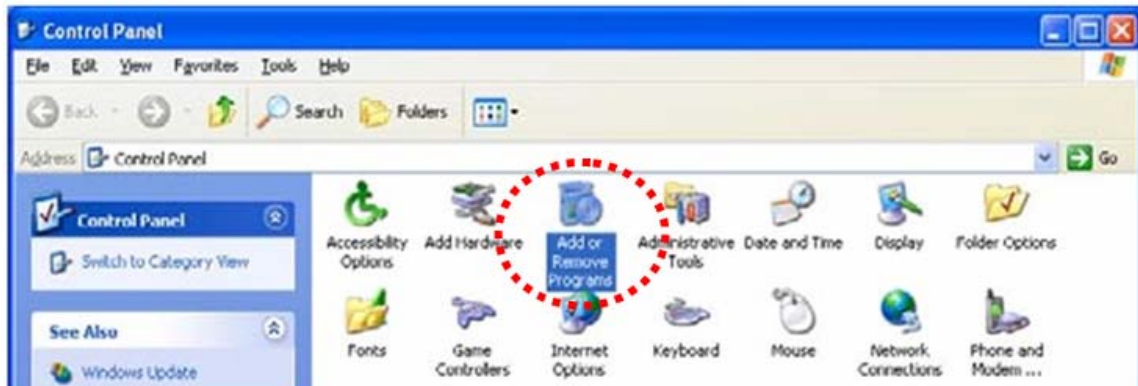 Control Panel
File Edit View Favorites Tools Help
Back Search Folders
Address Control Panel Go
Control Panel
Switch to Category View
See Also
Windows Update
Accessibility Options
Add Hardware
Add or Remove Programs
Administrative Tools
Date and Time
Display
Folder Options
Fonts
Game Controllers
Internet Options
Keyboard
Mouse
Network Connections
Phone and Modem ...